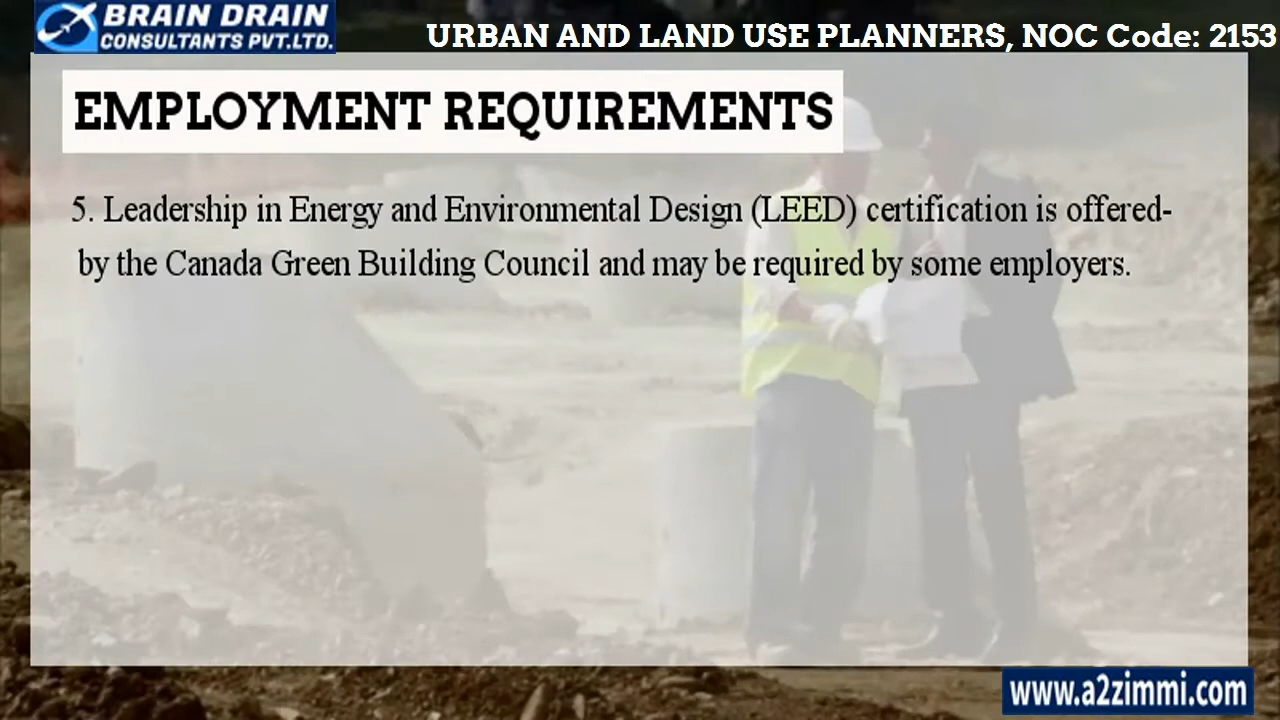 BRAIN DRAIN
CONSULTANTS PVT.LTD.
URBAN AND LAND USE PLANNERS, NOC Code: 2153
EMPLOYMENT REQUIREMENTS
5. Leadership in Energy and Environmental Design (LEED) certification is offered-
by the Canada Green Building Council and may be required by some employers.
www.a2zimmi.com